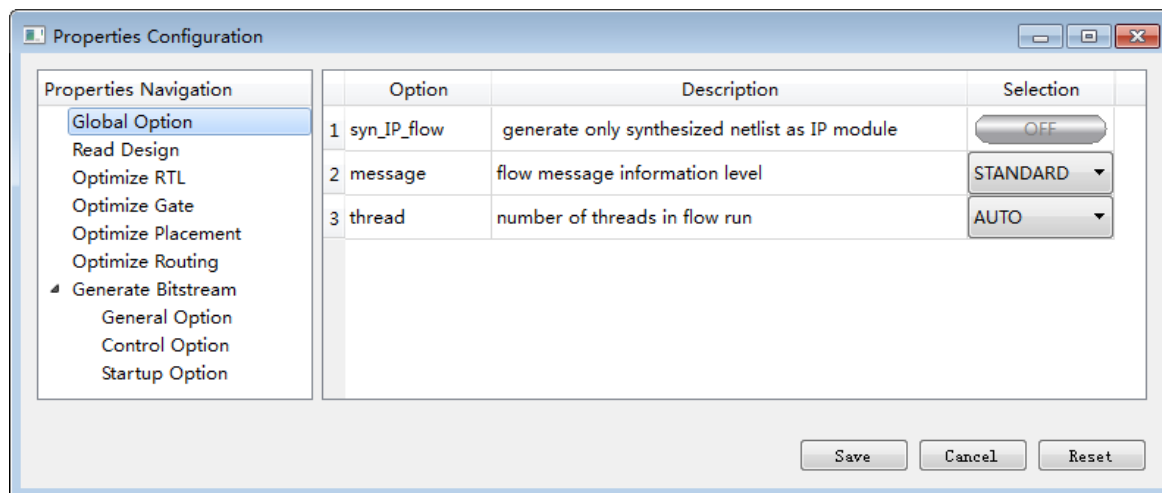 Properties Configuration
Properties Navigation
Global Option
Read Design
Optimize RTL
Optimize Gate
Optimize Placement
Optimize Routing
Generate Bitstream
General Option
Control Option
Startup Option
Option Description Selection
1 syn_IP_flow generate only synthesized netlist as IP module OFF
2 message flow message information level STANDARD
3 thread number of threads in flow run AUTO
Save Cancel Reset